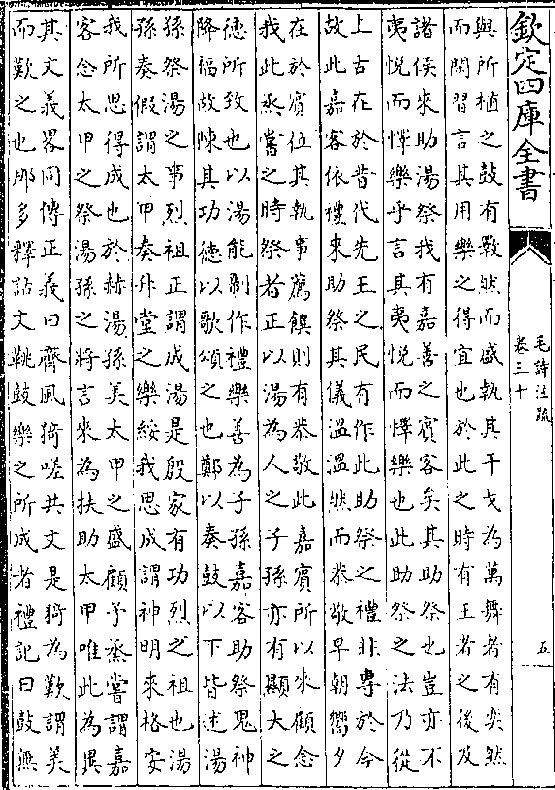 欽定四庫全書
毛詩注疏
卷三十
五
與所植之鼓有斁然而盛執其干戈為萬舞者有奕然
而閑習言其用樂之得宜也於此之時有王者之後及
諸侯來助湯祭我有嘉善之賓客矣其助祭也豈亦不
夷悦而懌樂乎言其夷悦而懌樂也此助祭之法乃從
上古在於昔代先王之民有作此助祭之禮非専於今
故此嘉客依禮來助祭其儀温温然而恭敬早朝嚮夕
在於賔位其執事薦饌則有恭敬此嘉賓所以來顧念
我此烝嘗之時祭者正以湯為人之子孫亦有顯大之
徳所致也以湯能制作禮樂善為子孫嘉客助祭鬼神
降福故陳其功徳以歌頌之也鄭以奏鼓以下皆述湯
孫祭湯之事烈祖正謂成湯是殷家有功烈之祖也湯
孫奏假謂太甲奏升堂之樂綏我思成謂神明來格安
我所思得成也於赫湯孫美太甲之盛顧予烝嘗謂嘉
客念太甲之祭湯孫之將言來為扶助太甲唯此為異
其文義畧同傳正義曰齊風猗嗟共文是猗為歎謂美
而歎之也那多釋詁文鞉鼓樂之所成者禮記曰鼓無